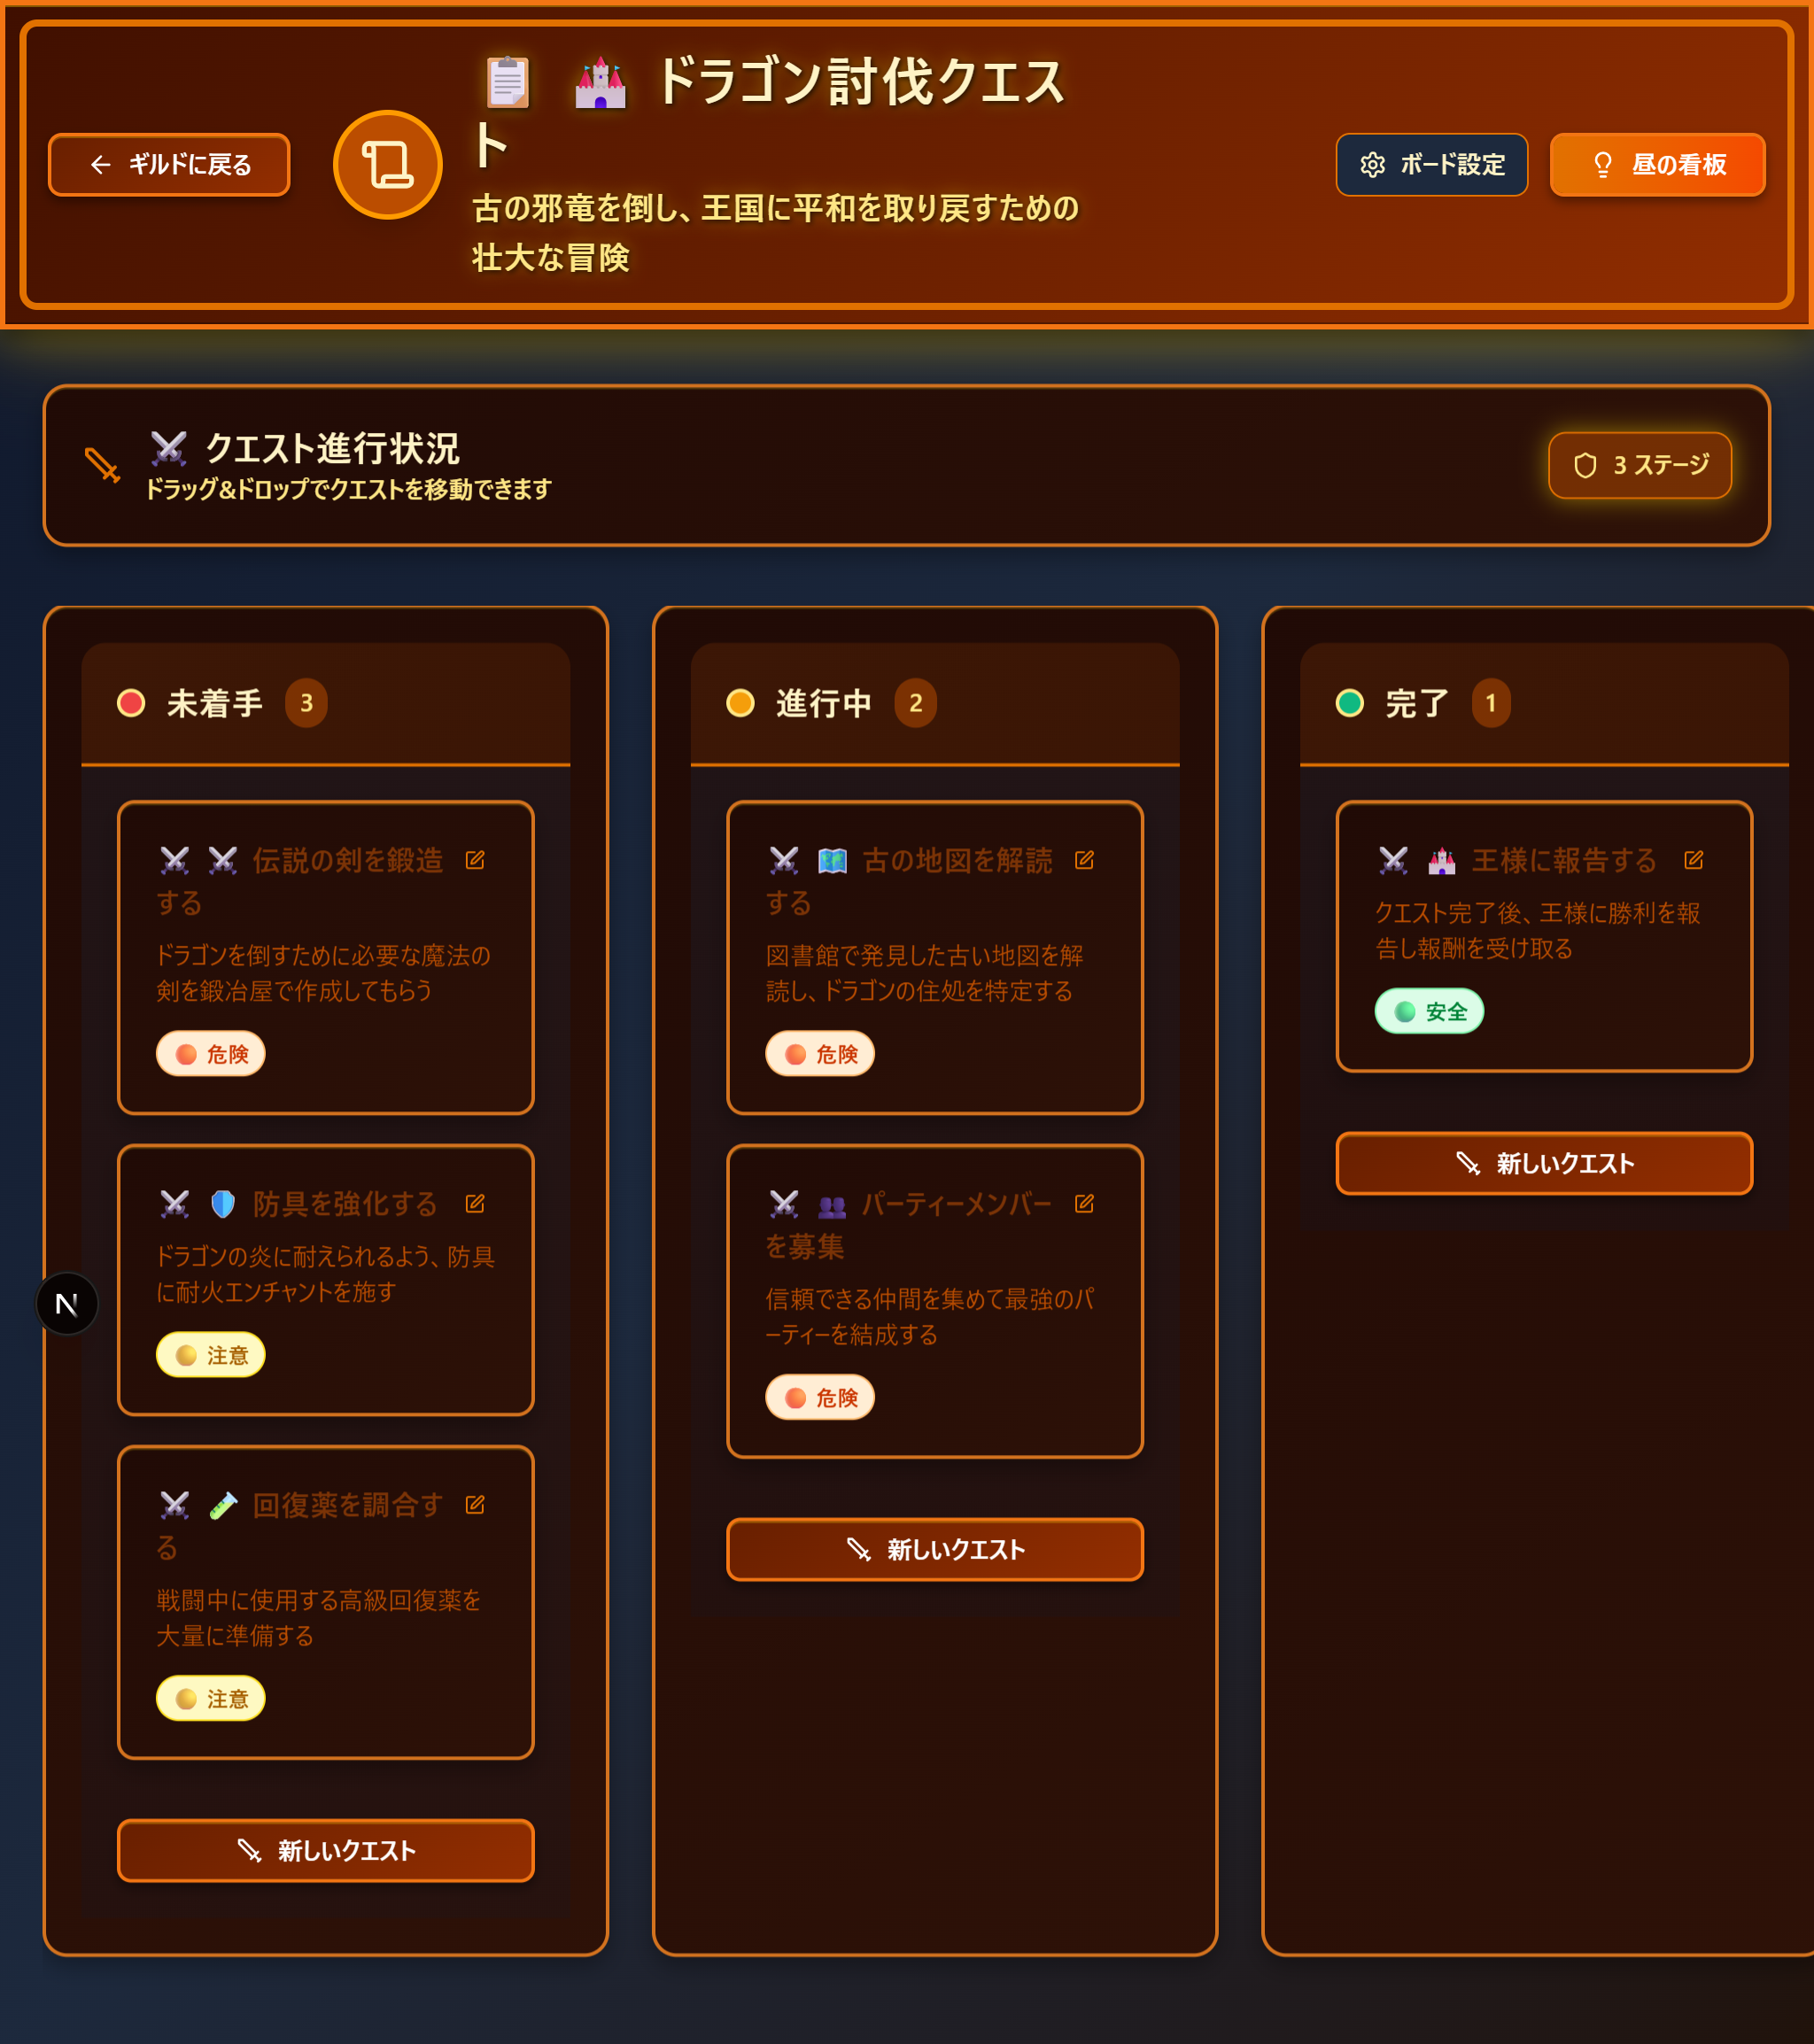 ギルドに戻る
📋 🏰 ドラゴン討伐クエス
ト
古の邪竜を倒し、王国に平和を取り戻すための
壮大な冒険
ボード設定
昼の看板
⚔️ クエスト進行状況
ドラッグ&ドロップでクエストを移動できます
3 ステージ
未着手 3
⚔️ ⚔️ 伝説の剣を鍛造
する
ドラゴンを倒すために必要な魔法の
剣を鍛冶屋で作成してもらう
危険
⚔️ 🛡️ 防具を強化する
ドラゴンの炎に耐えられるよう、防具
に耐火エンチャントを施す
注意
⚔️ 🧪 回復薬を調合す
る
戦闘中に使用する高級回復薬を
大量に準備する
注意
新しいクエスト
進行中 2
⚔️ 🗺️ 古の地図を解読
する
図書館で発見した古い地図を解
読し、ドラゴンの住処を特定する
危険
⚔️ 👥 パーティーメンバー
を募集
信頼できる仲間を集めて最強のパ
ーティーを結成する
危険
新しいクエスト
完了 1
⚔️ 🏰 王様に報告する
クエスト完了後、王様に勝利を報
告し報酬を受け取る
安全
新しいクエスト
N